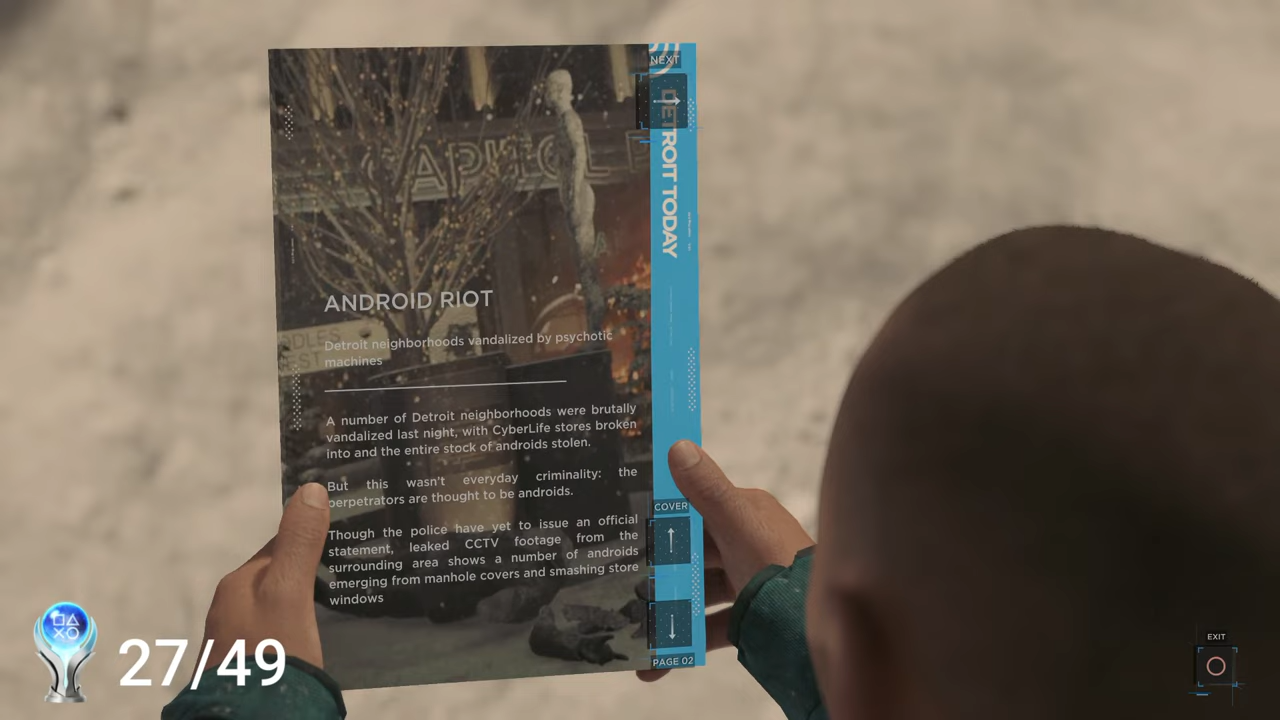 NEXT
DETROIT TODAY
CAPITOL P
ANDROID RIOT
Detroit neighborhoods vandalized by psychotic
machines
A number of Detroit neighborhoods were brutally
vandalized last night, with CyberLife stores broken
into and the entire stock of androids stolen.
But this wasn't everyday criminality: the
perpetrators are thought to be androids.
Though the police have yet to issue an official
statement, leaked CCTV footage from the
surrounding area shows a number of androids
emerging from manhole covers and smashing store
windows
COVER
PAGE 02
27/49
EXIT